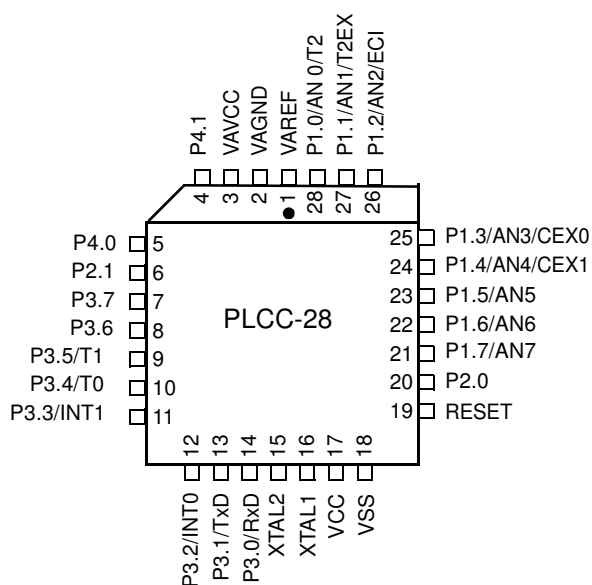 P4.1
VAVCC
VAGND
VAREF
P1.0/AN 0/T2
P1.1/AN1/T2EX
P1.2/AN2/ECI
4
3
2
1
28
27
26
P4.0
5
25
P1.3/AN3/CEX0
P2.1
6
24
P1.4/AN4/CEX1
P3.7
7
23
P1.5/AN5
P3.6
8
PLCC-28
22
P1.6/AN6
P3.5/T1
9
21
P1.7/AN7
P3.4/T0
10
20
P2.0
P3.3/INT1
11
19
RESET
12
13
14
15
16
17
18
P3.2/INT0
P3.1/TxD
P3.0/RxD
XTAL2
XTAL1
VCC
VSS